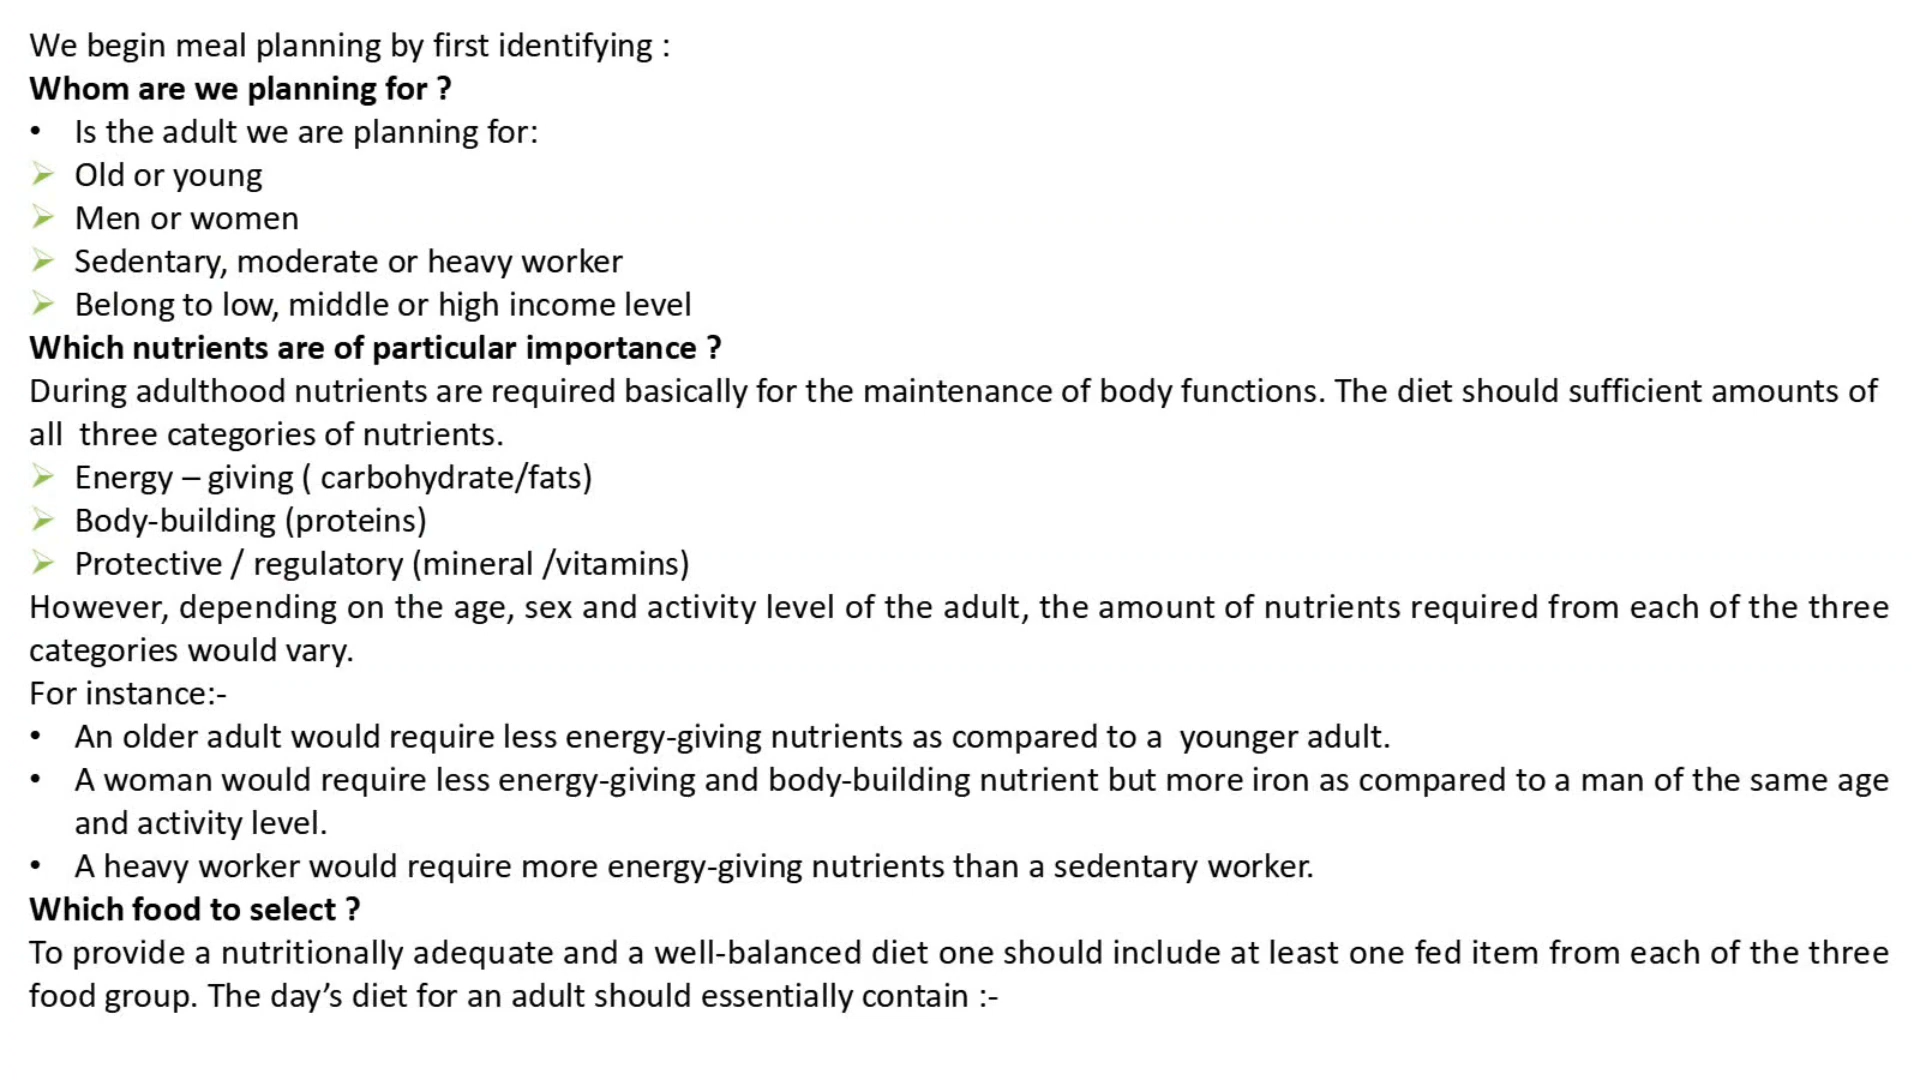 We begin meal planning by first identifying :
Whom are we planning for ?
• Is the adult we are planning for:
➢ Old or young
➢ Men or women
➢ Sedentary, moderate or heavy worker
➢ Belong to low, middle or high income level
Which nutrients are of particular importance ?
During adulthood nutrients are required basically for the maintenance of body functions. The diet should sufficient amounts of
all three categories of nutrients.
➢ Energy – giving ( carbohydrate/fats)
➢ Body-building (proteins)
➢ Protective / regulatory (mineral /vitamins)
However, depending on the age, sex and activity level of the adult, the amount of nutrients required from each of the three
categories would vary.
For instance:-
• An older adult would require less energy-giving nutrients as compared to a younger adult.
• A woman would require less energy-giving and body-building nutrient but more iron as compared to a man of the same age
and activity level.
• A heavy worker would require more energy-giving nutrients than a sedentary worker.
Which food to select ?
To provide a nutritionally adequate and a well-balanced diet one should include at least one fed item from each of the three
food group. The day’s diet for an adult should essentially contain :-